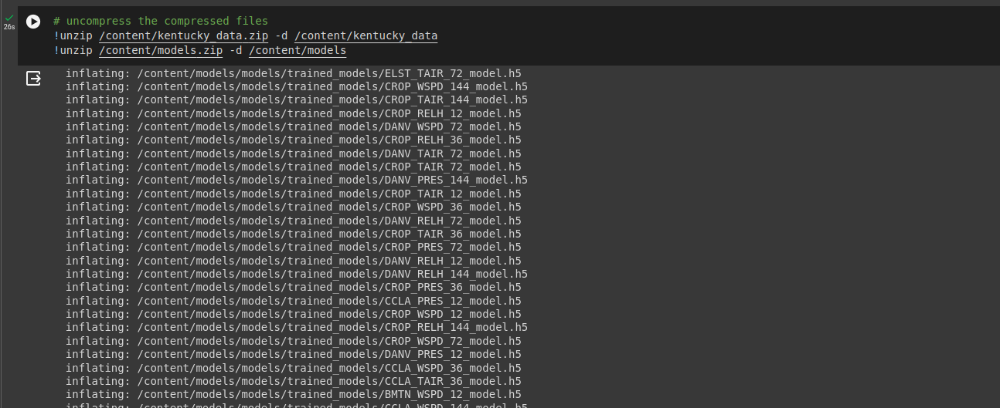 26s
# uncompress the compressed files
!unzip /content/kentucky_data.zip -d /content/kentucky_data
!unzip /content/models.zip -d /content/models
inflating: /content/models/models/trained_models/ELST_TAIR_72_model.h5
inflating: /content/models/models/trained_models/CROP_WSPD_144_model.h5
inflating: /content/models/models/trained_models/CROP_TAIR_144_model.h5
inflating: /content/models/models/trained_models/CROP_RELH_12_model.h5
inflating: /content/models/models/trained_models/DANV_WSPD_72_model.h5
inflating: /content/models/models/trained_models/CROP_RELH_36_model.h5
inflating: /content/models/models/trained_models/DANV_TAIR_72_model.h5
inflating: /content/models/models/trained_models/CROP_TAIR_72_model.h5
inflating: /content/models/models/trained_models/DANV_PRES_144_model.h5
inflating: /content/models/models/trained_models/CROP_TAIR_12_model.h5
inflating: /content/models/models/trained_models/CROP_WSPD_36_model.h5
inflating: /content/models/models/trained_models/DANV_RELH_72_model.h5
inflating: /content/models/models/trained_models/CROP_TAIR_36_model.h5
inflating: /content/models/models/trained_models/CROP_PRES_72_model.h5
inflating: /content/models/models/trained_models/DANV_RELH_12_model.h5
inflating: /content/models/models/trained_models/DANV_RELH_144_model.h5
inflating: /content/models/models/trained_models/CROP_PRES_36_model.h5
inflating: /content/models/models/trained_models/CCLA_PRES_12_model.h5
inflating: /content/models/models/trained_models/CROP_WSPD_12_model.h5
inflating: /content/models/models/trained_models/CROP_RELH_144_model.h5
inflating: /content/models/models/trained_models/CROP_WSPD_72_model.h5
inflating: /content/models/models/trained_models/DANV_PRES_12_model.h5
inflating: /content/models/models/trained_models/CCLA_WSPD_36_model.h5
inflating: /content/models/models/trained_models/CCLA_TAIR_36_model.h5
inflating: /content/models/models/trained_models/BMTN_WSPD_12_model.h5
inflating: /content/models/models/trained_models/CCLA_WSPD_144_model.h5